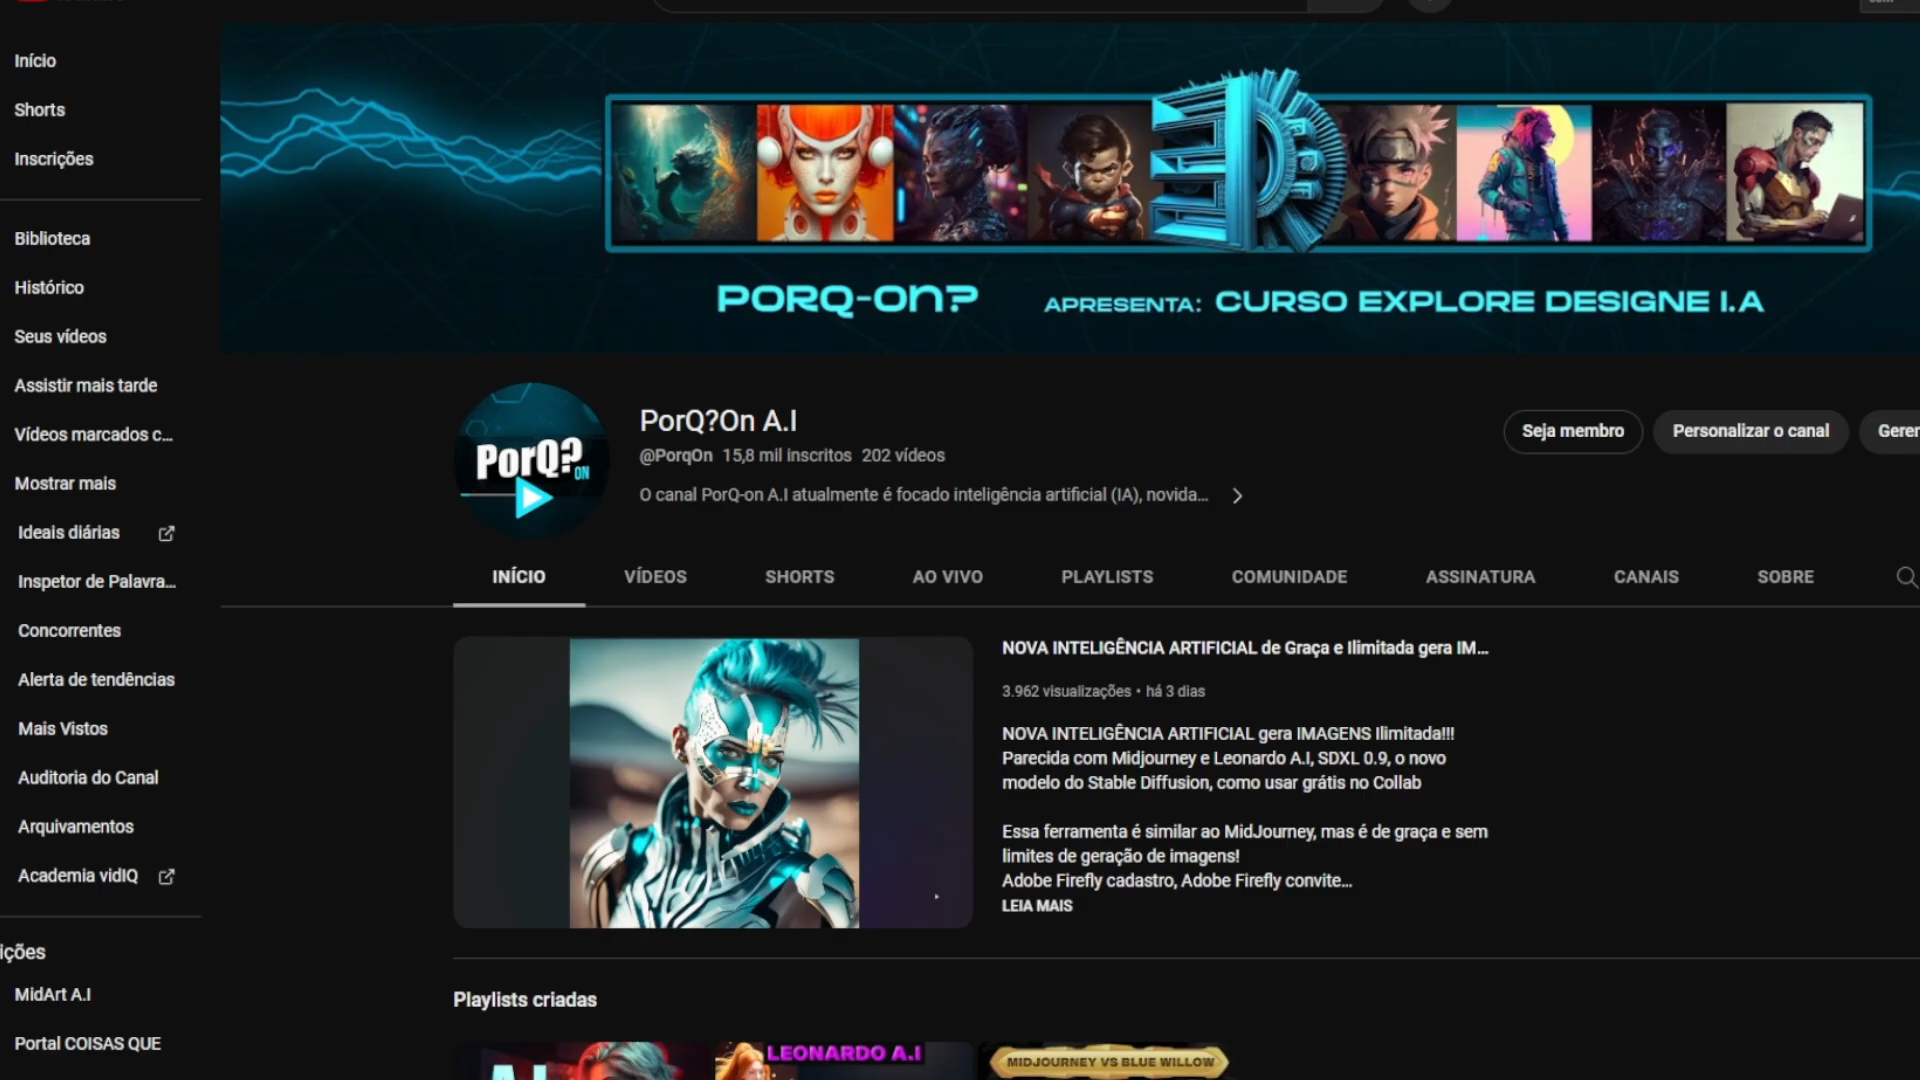 Início
Shorts
Inscrições
Biblioteca
Histórico
Seus vídeos
Assistir mais tarde
Vídeos marcados c...
Mostrar mais
Ideais diárias
Inspetor de Palavra...
Concorrentes
Alerta de tendências
Mais Vistos
Auditoria do Canal
Arquivamentos
Academia vidIQ
ições
MidArt A.I
Portal COISAS QUE
PORQ-ON? APRESENTA: CURSO EXPLORE DESIGNE I.A
PorQ? ON
PorQ?On A.I
@PorqOn 15,8 mil inscritos 202 vídeos
O canal PorQ-on A.I atualmente é focado inteligência artificial (IA), novida...
Seja membro
Personalizar o canal
Gerer
INÍCIO VÍDEOS SHORTS AO VIVO PLAYLISTS COMUNIDADE ASSINATURA CANAIS SOBRE
NOVA INTELIGÊNCIA ARTIFICIAL de Graça e Ilimitada gera IM...
3.962 visualizações • há 3 dias
NOVA INTELIGÊNCIA ARTIFICIAL gera IMAGENS Ilimitada!!!
Parecida com Midjourney e Leonardo A.I, SDXL 0.9, o novo
modelo do Stable Diffusion, como usar grátis no Collab
Essa ferramenta é similar ao MidJourney, mas é de graça e sem
limites de geração de imagens!
Adobe Firefly cadastro, Adobe Firefly convite...
LEIA MAIS
Playlists criadas
A.I
LEONARDO A.I
MIDJOURNEY VS BLUE WILLOW